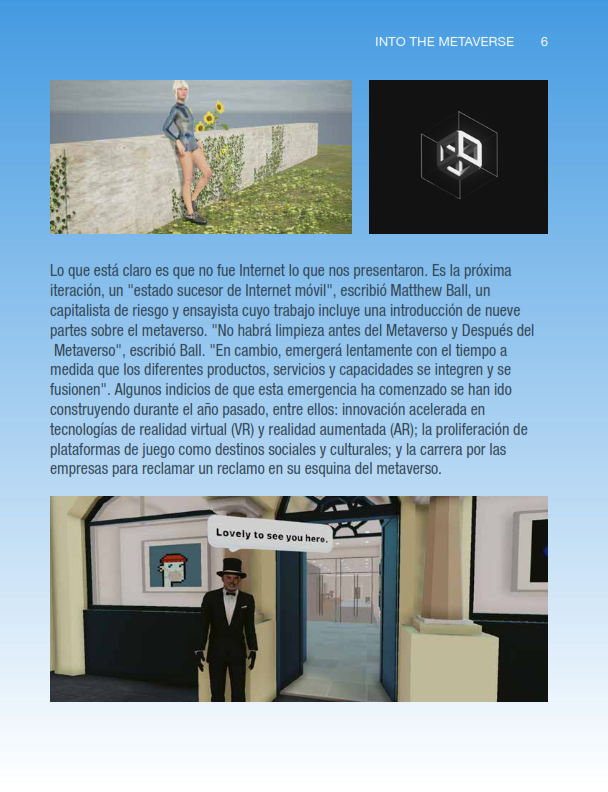 INTO THE METAVERSE 6
Lo que está claro es que no fue Internet lo que nos presentaron. Es la próxima
iteración, un "estado sucesor de Internet móvil", escribió Matthew Ball, un
capitalista de riesgo y ensayista cuyo trabajo incluye una introducción de nueve
partes sobre el metaverso. "No habrá limpieza antes del Metaverso y Después del
Metaverso", escribió Ball. "En cambio, emergerá lentamente con el tiempo a
medida que los diferentes productos, servicios y capacidades se integren y se
fusionen". Algunos indicios de que esta emergencia ha comenzado se han ido
construyendo durante el año pasado, entre ellos: innovación acelerada en
tecnologías de realidad virtual (VR) y realidad aumentada (AR); la proliferación de
plataformas de juego como destinos sociales y culturales; y la carrera por las
empresas para reclamar un reclamo en su esquina del metaverso.
Lovely to see you here.